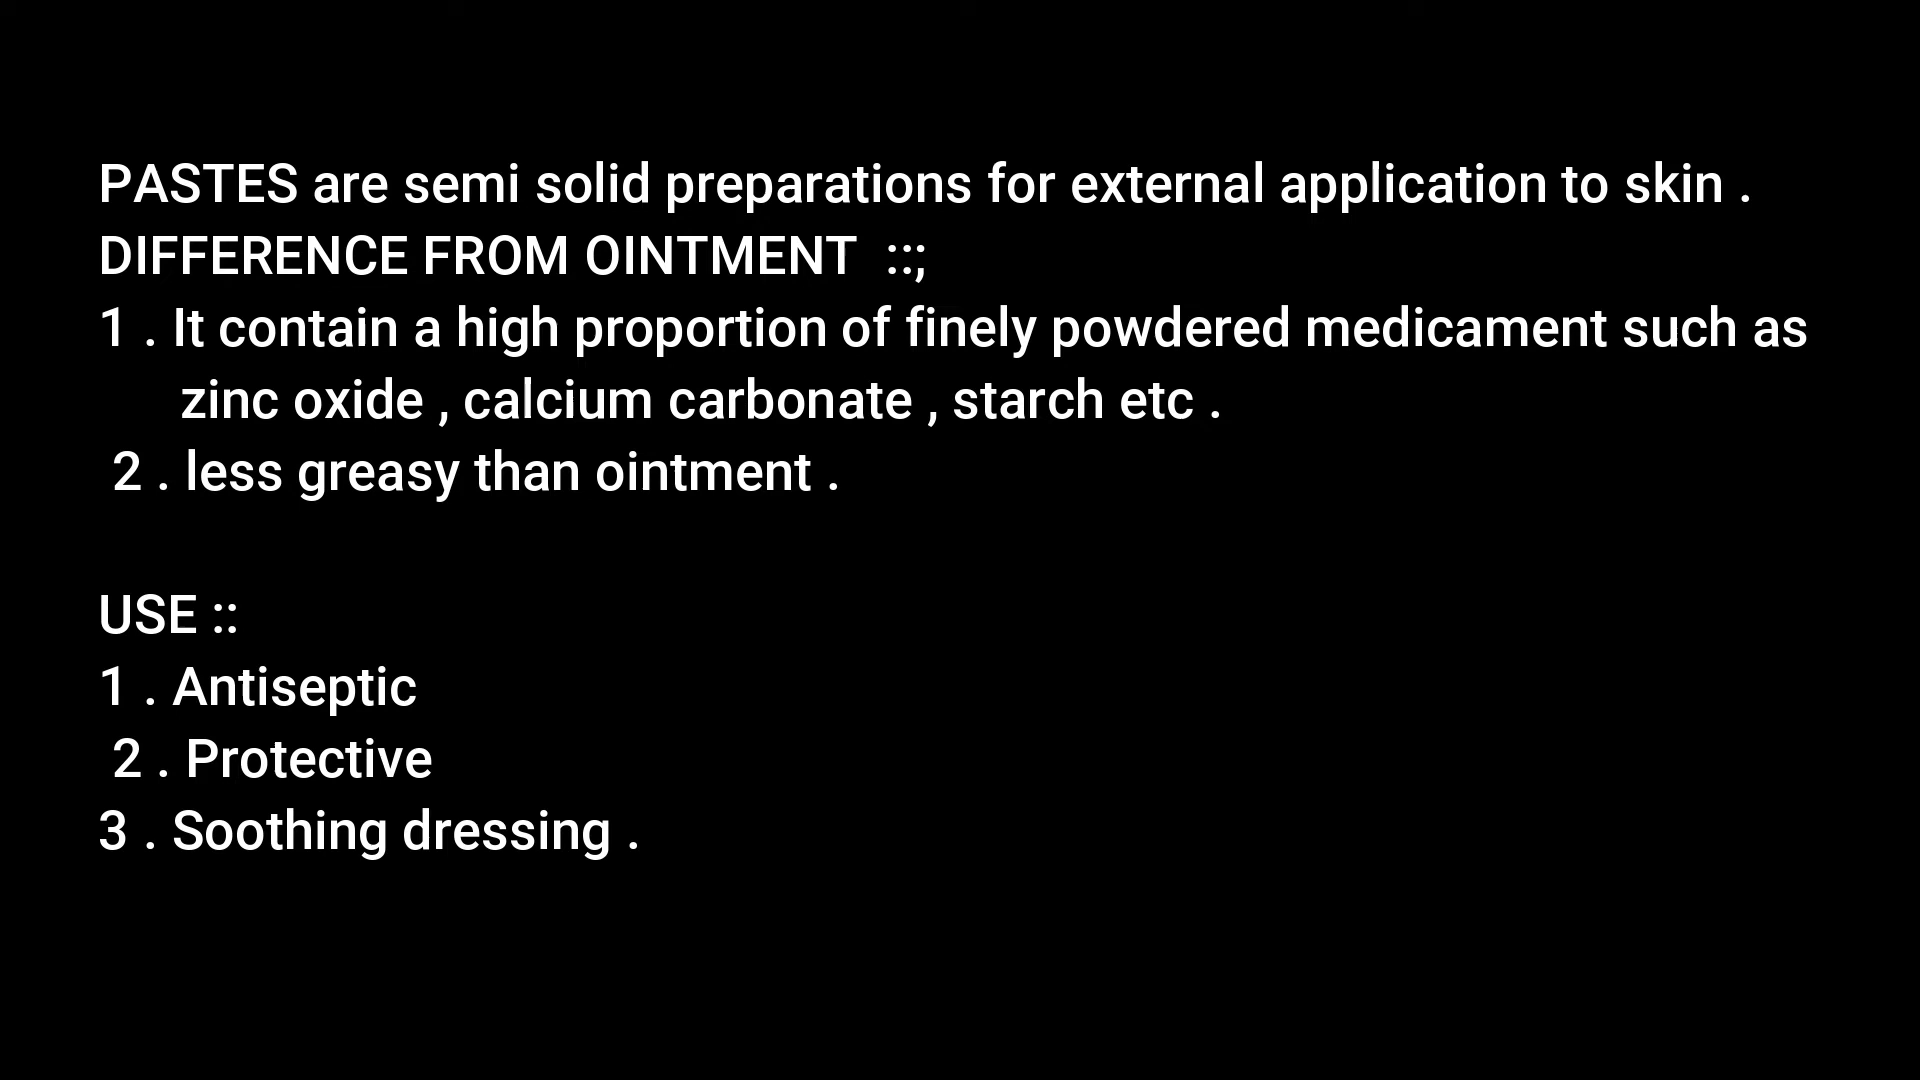 PASTES are semi solid preparations for external application to skin .
DIFFERENCE FROM OINTMENT  ::;
1 . It contain a high proportion of finely powdered medicament such as
zinc oxide , calcium carbonate , starch etc .
2 . less greasy than ointment .
USE ::
1 . Antiseptic
2 . Protective
3 . Soothing dressing .